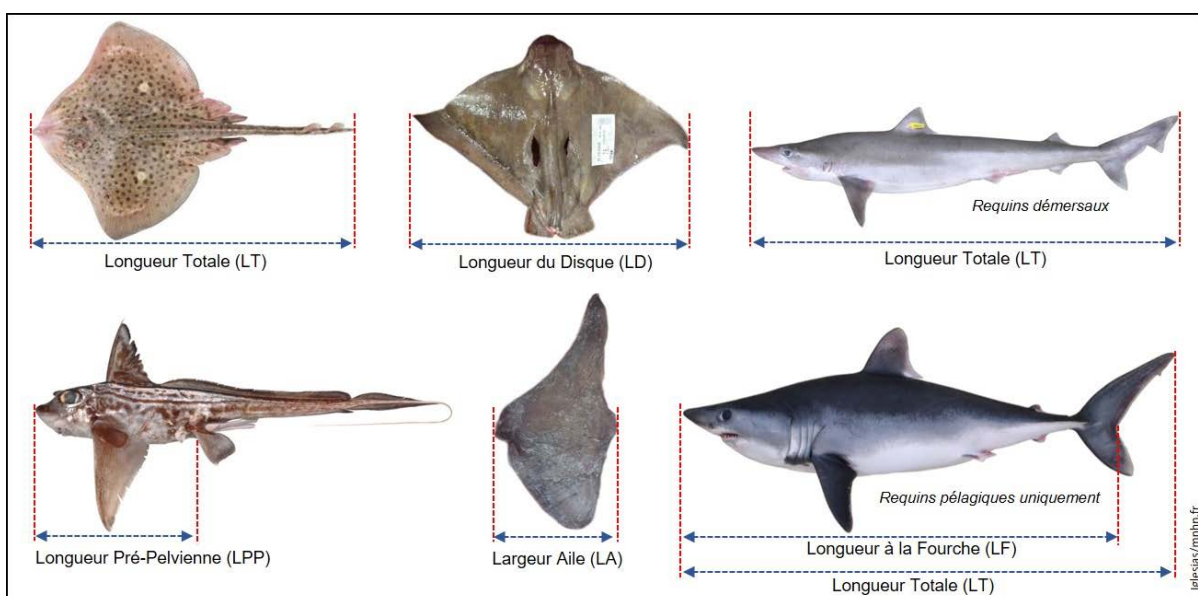 Longueur Totale (LT)
Longueur du Disque (LD)
Requins démersaux
Longueur Totale (LT)
Longueur Pré-Pelvienne (LPP)
Largeur Aile (LA)
Requins pélagiques uniquement
Longueur à la Fourche (LF)
Longueur Totale (LT)
Iglesias/mnhn.fr